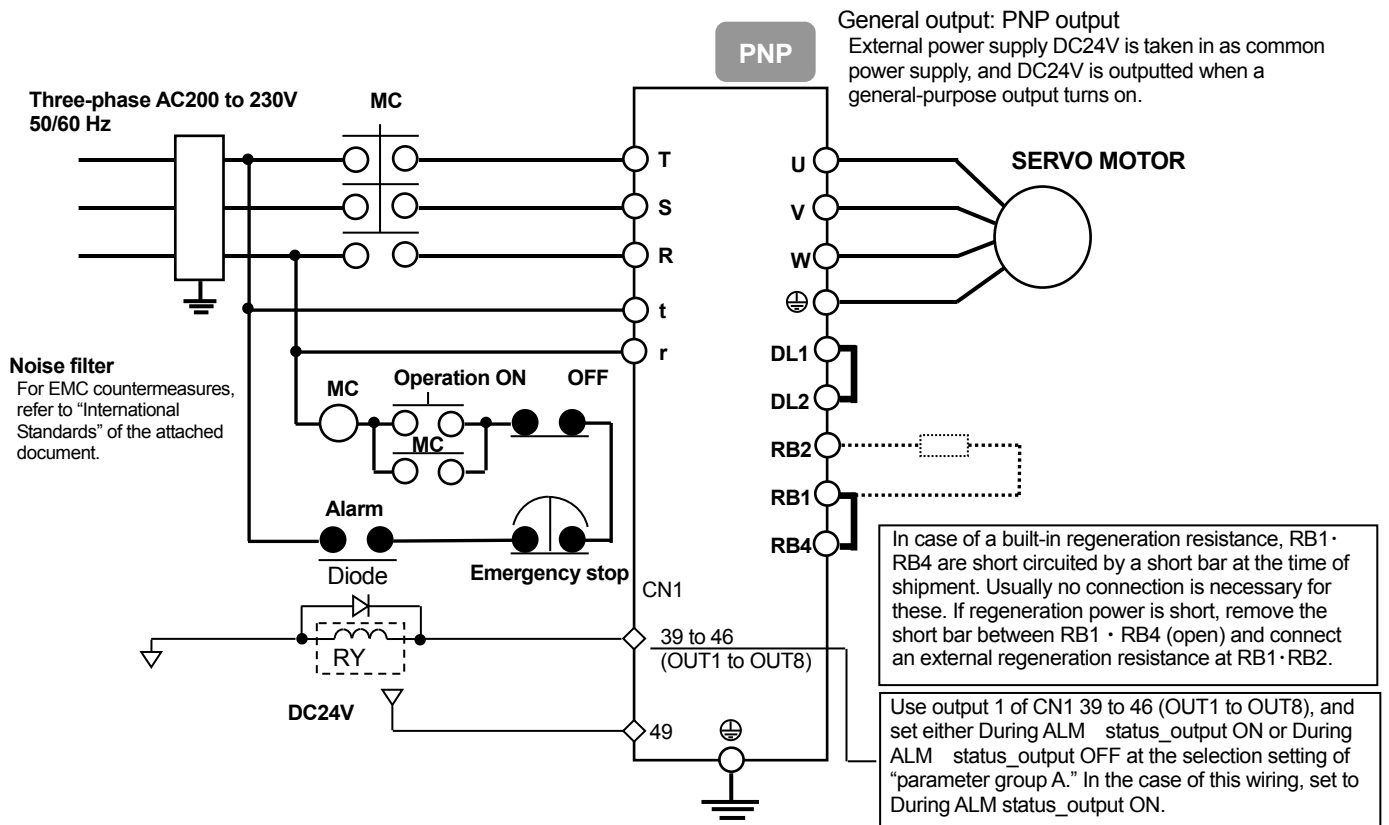 General output: PNP output
PNP
External power supply DC24V is taken in as common
power supply, and DC24V is outputted when a
general-purpose output turns on.
Three-phase AC200 to 230V
50/60 Hz
MC
T
S
R
t
r
U
V
W
SERVO MOTOR
DL1
DL2
RB2
RB1
RB4
Noise filter
For EMC countermeasures,
refer to “International
Standards” of the attached
document.
MC
Operation ON
OFF
MC
Alarm
Diode
Emergency stop
RY
DC24V
CN1
39 to 46
(OUT1 to OUT8)
49
In case of a built-in regeneration resistance, RB1･
RB4 are short circuited by a short bar at the time of
shipment. Usually no connection is necessary for
these. If regeneration power is short, remove the
short bar between RB1・RB4 (open) and connect
an external regeneration resistance at RB1･RB2.
Use output 1 of CN1 39 to 46 (OUT1 to OUT8), and
set either During ALM status_output ON or During
ALM status_output OFF at the selection setting of
“parameter group A.” In the case of this wiring, set to
During ALM status_output ON.